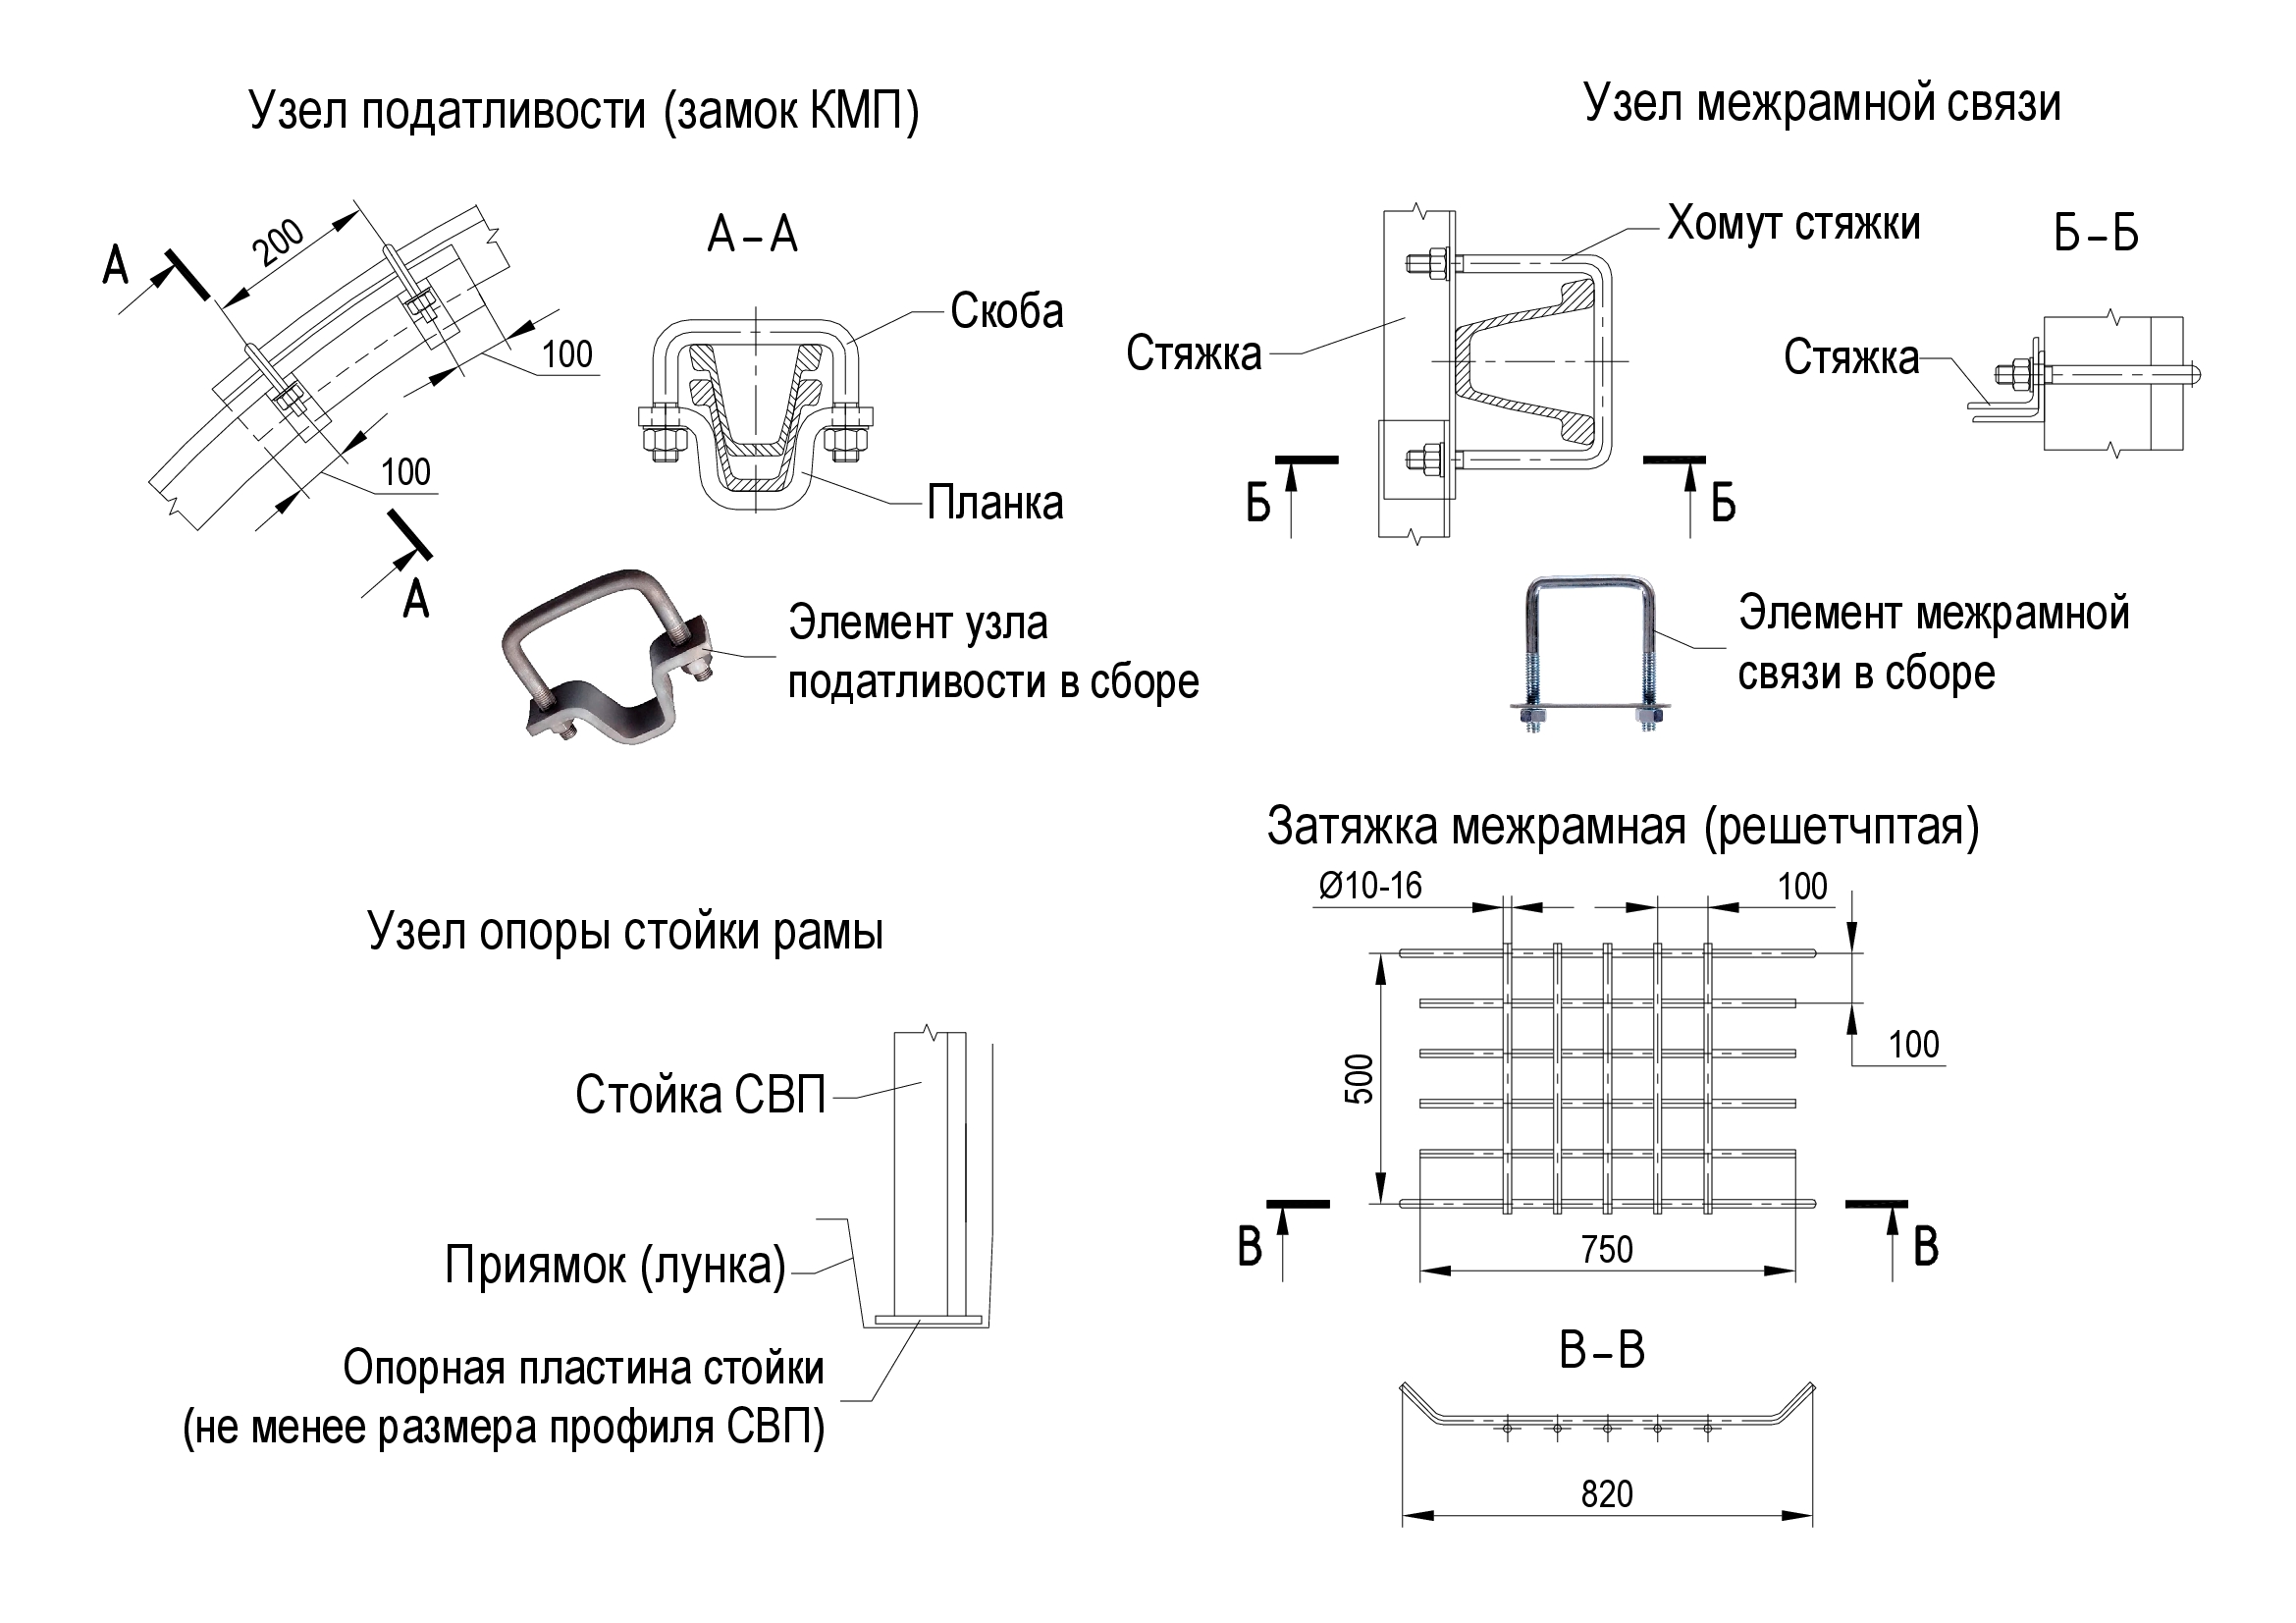 Узел податливости (замок КМП)
А
200
100
100
А
А–А
Скоба
Планка
Элемент узла
податливости в сборе
Узел межрамной связи
Хомут стяжки
Стяжка
Б
Б
Б–Б
Стяжка
Элемент межрамной
связи в сборе
Узел опоры стойки рамы
Стойка СВП
Приямок (лунка)
Опорная пластина стойки
(не менее размера профиля СВП)
Затяжка межрамная (решетчптая)
Ø10-16
100
100
500
В
750
В
В–В
820